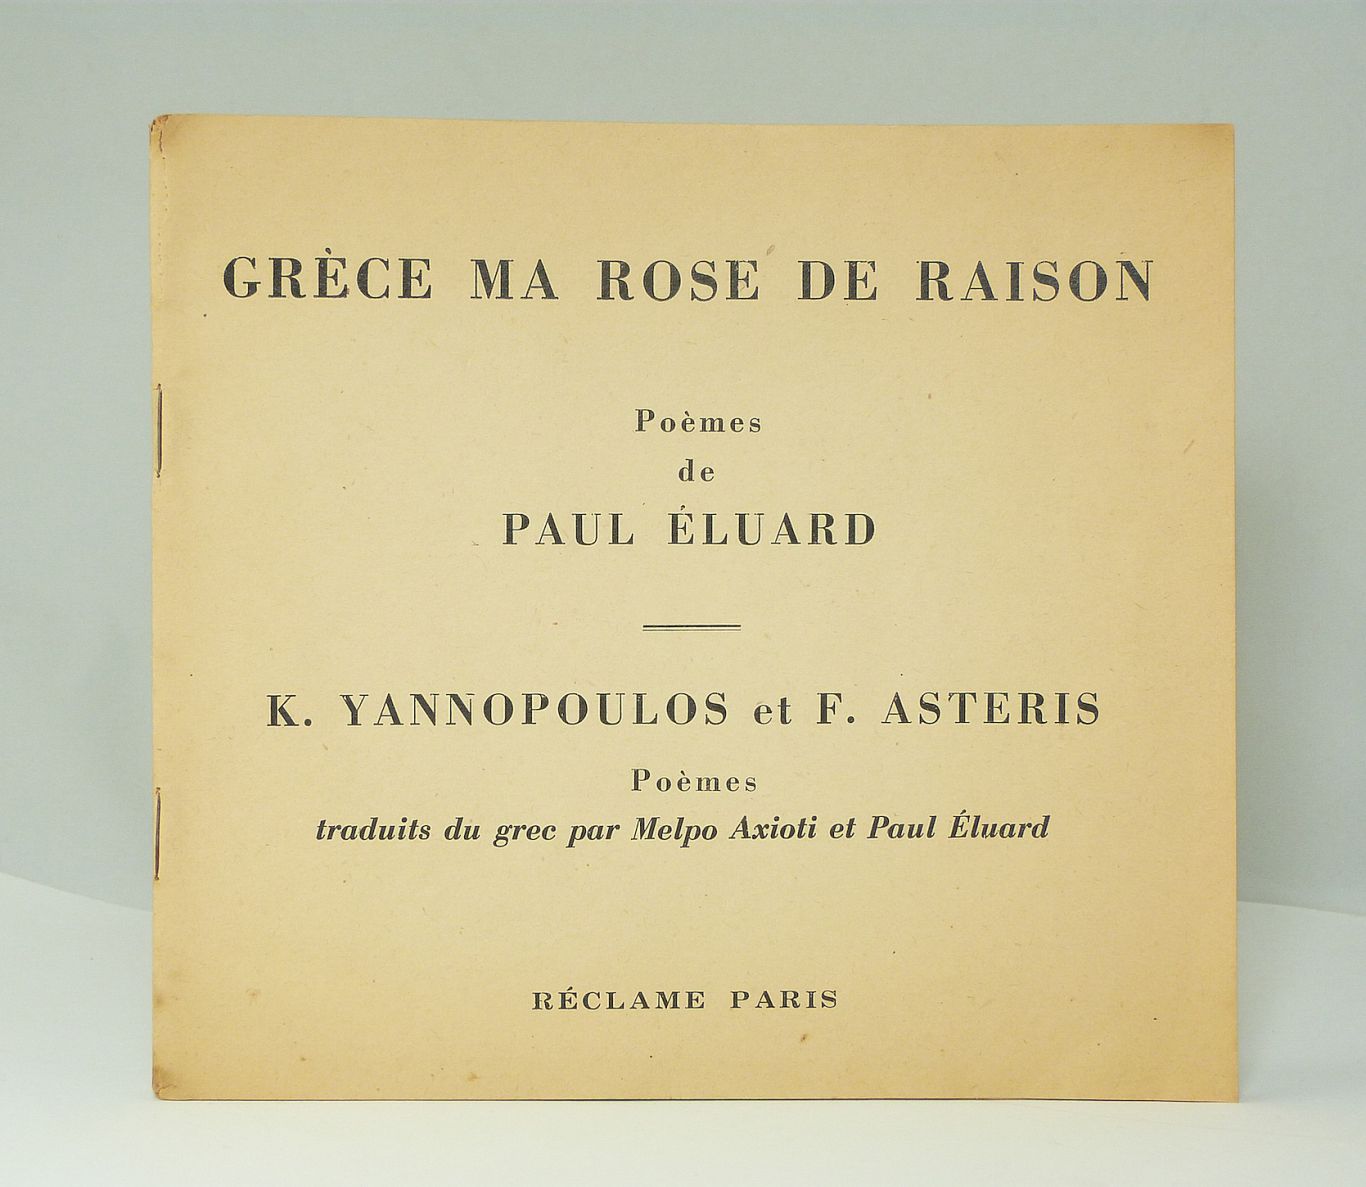 GRÈCE MA ROSE DE RAISON
Poèmes
de
PAUL ÉLUARD
K. YANNOPOULOS et F. ASTERIS
Poèmes
traduits du grec par Melpo Axioti et Paul Éluard
RÉCLAME PARIS